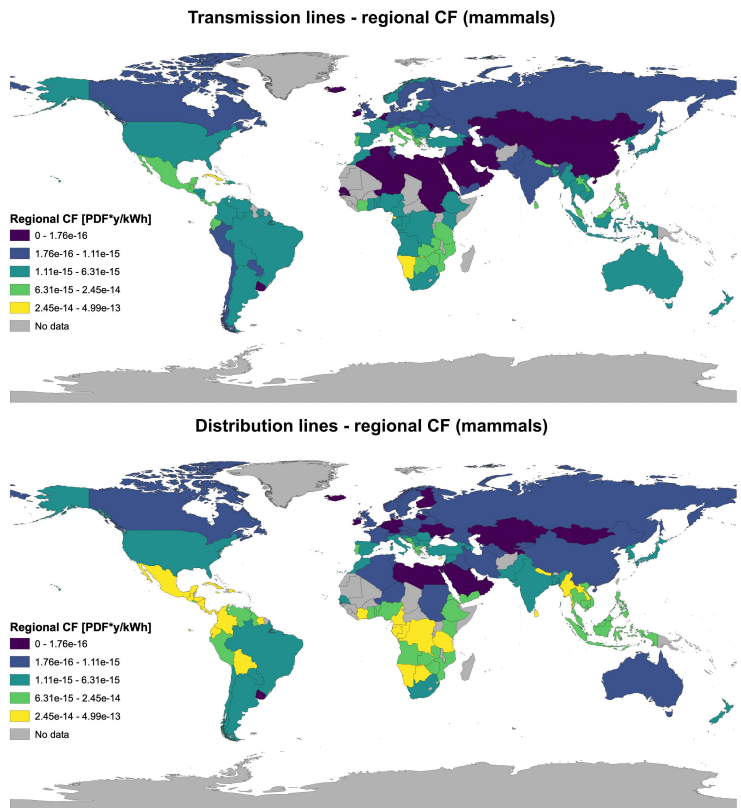 Transmission lines - regional CF (mammals)
Regional CF [PDF*y/kWh]
0 - 1.76e-16
1.76e-16 - 1.11e-15
1.11e-15 - 6.31e-15
6.31e-15 - 2.45e-14
2.45e-14 - 4.99e-13
No data
Distribution lines - regional CF (mammals)
Regional CF [PDF*y/kWh]
0 - 1.76e-16
1.76e-16 - 1.11e-15
1.11e-15 - 6.31e-15
6.31e-15 - 2.45e-14
2.45e-14 - 4.99e-13
No data